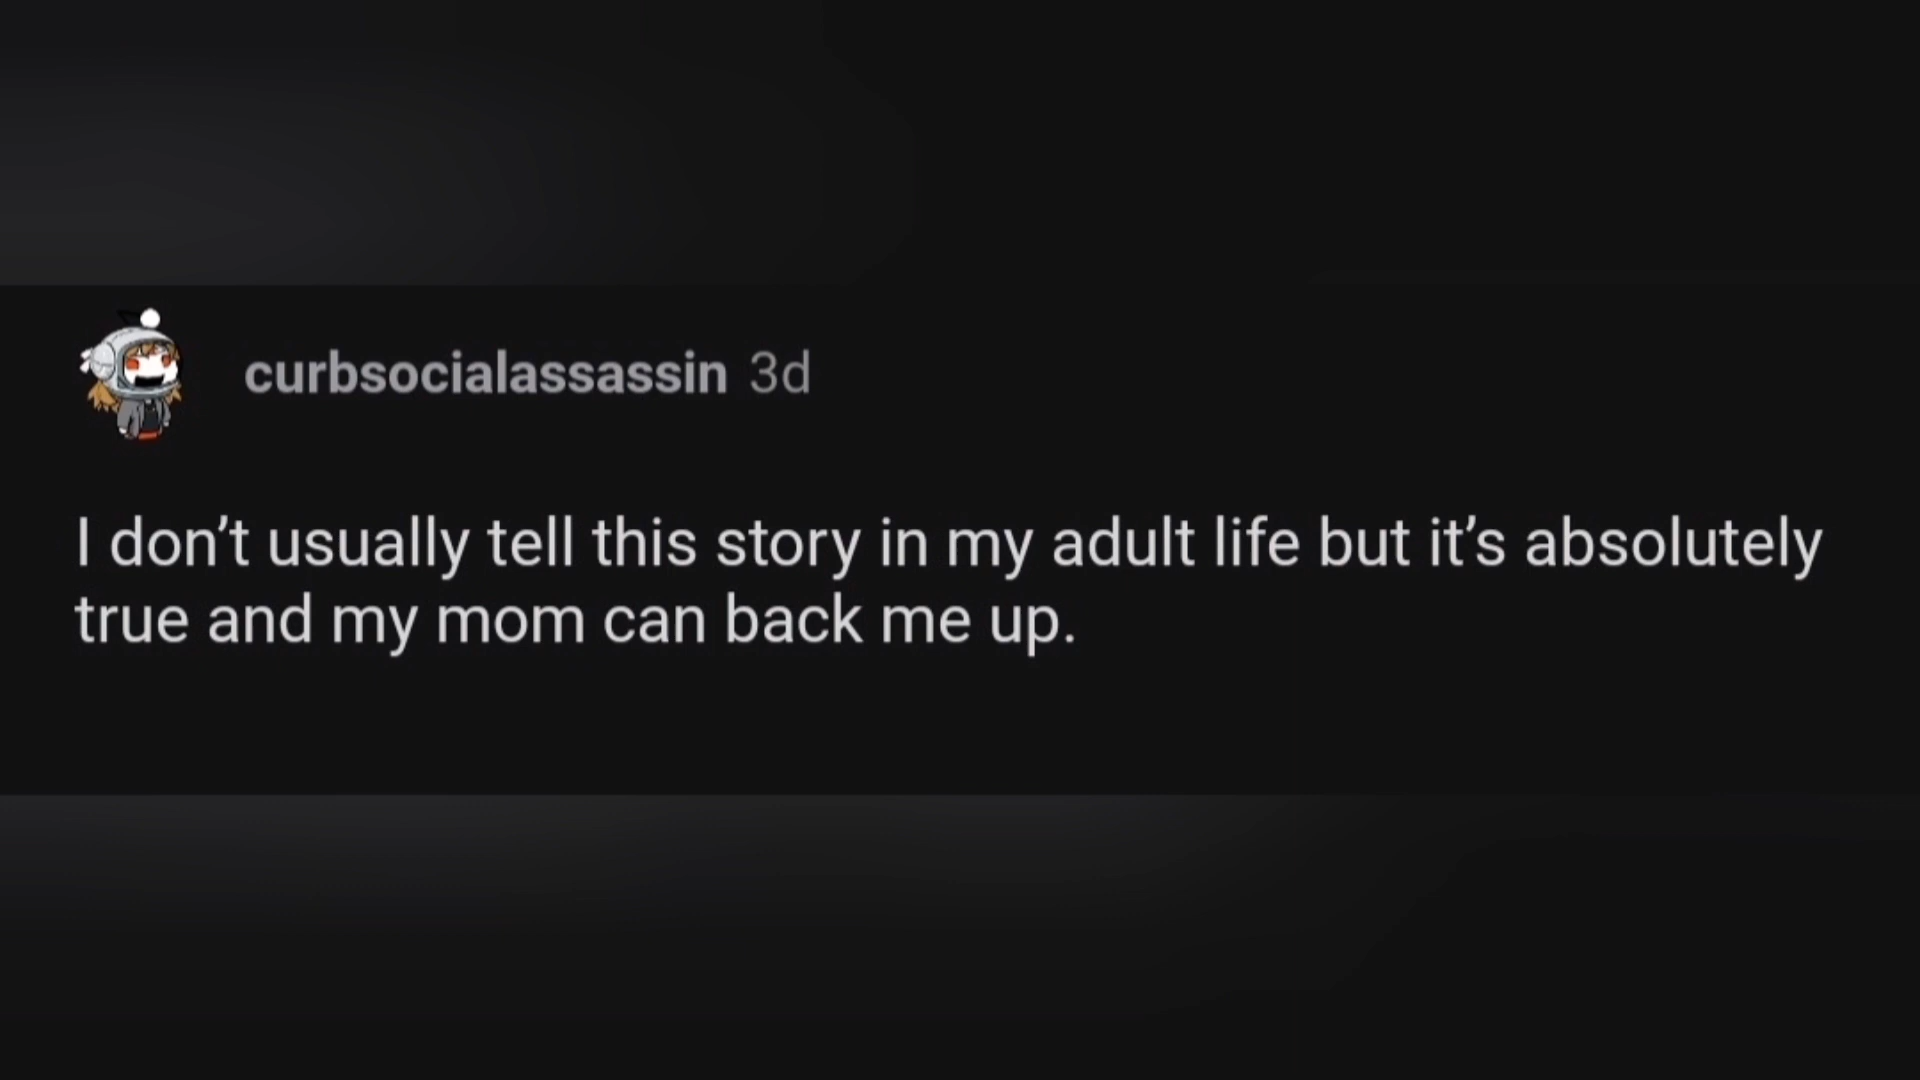 curbsocialassassin 3d
I don’t usually tell this story in my adult life but it’s absolutely
true and my mom can back me up.